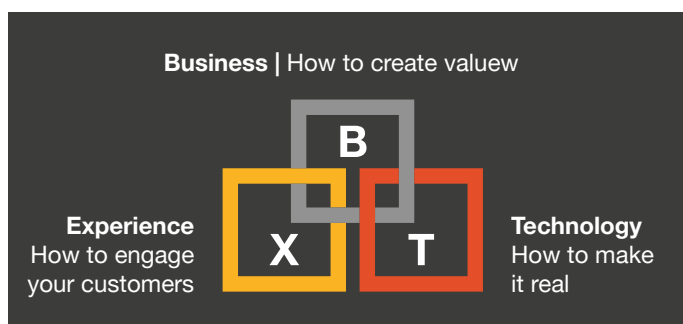 Business | How to create valuew
B
X
T
Experience
How to engage
your customers
Technology
How to make
it real